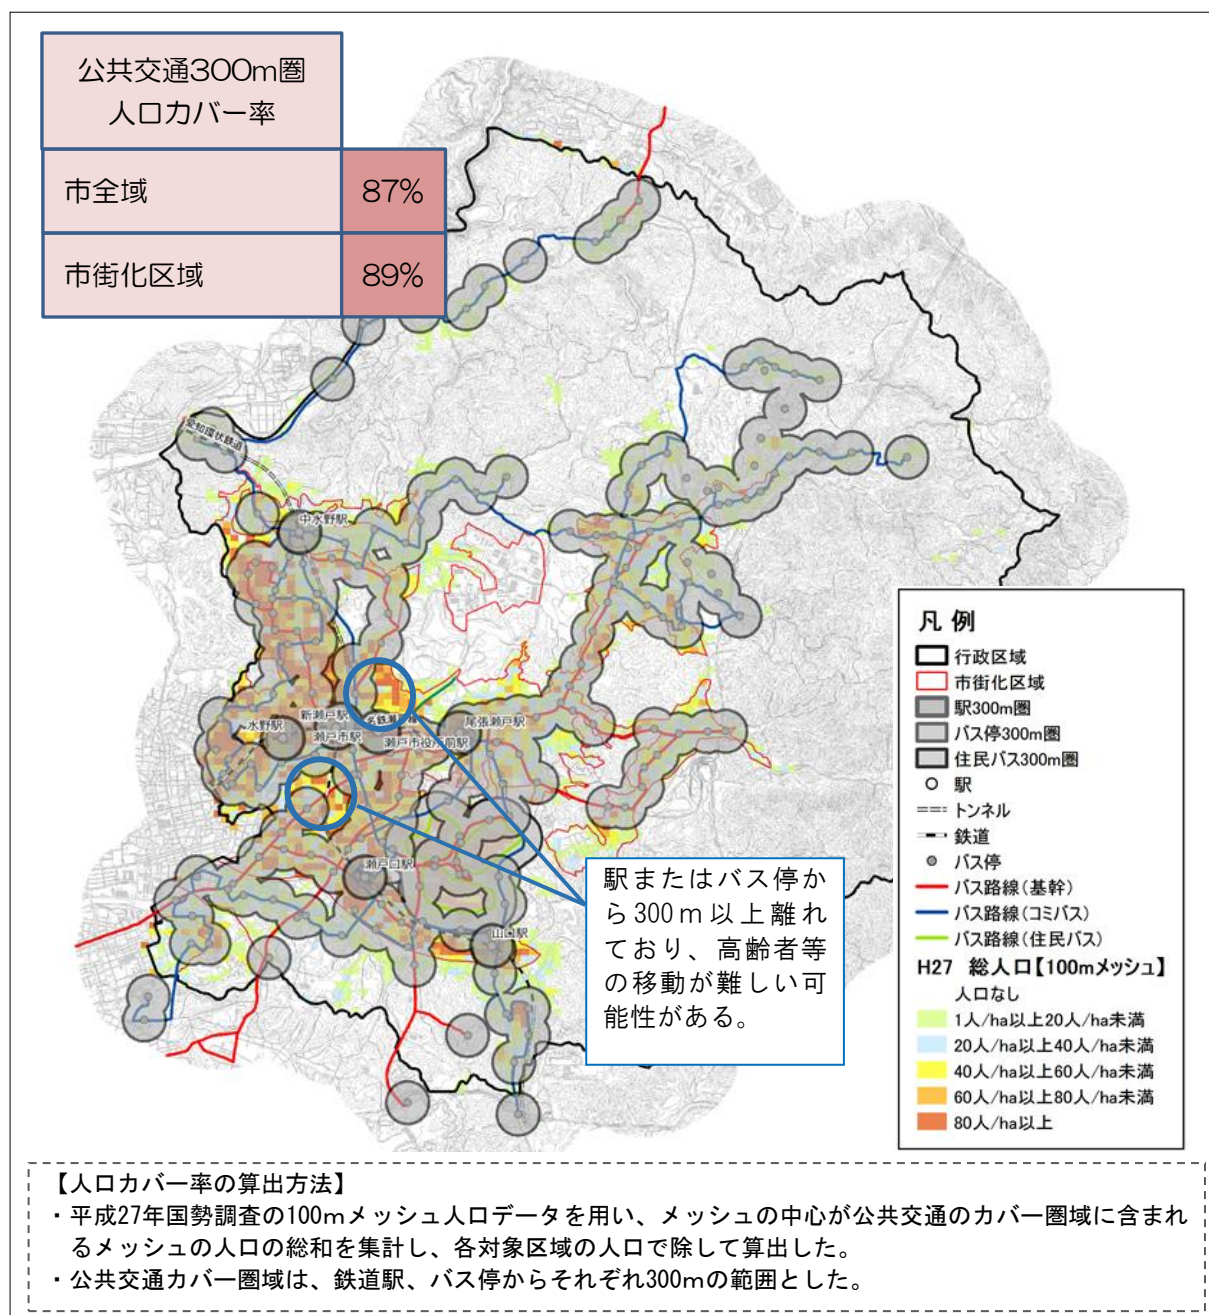 公共交通300m圏
人口カバー率
市全域
87%
市街化区域
89%
愛知環状鉄道
中水野駅
新瀬戸駅
名鉄瀬戸線
尾張瀬戸駅
水野駅
瀬戸市駅
瀬戸市役所前駅
瀬戸口駅
山口駅
駅またはバス停か
ら300m以上離れ
ており、高齢者等
の移動が難しい可
能性がある。
凡 例
行政区域
市街化区域
駅300m圏
バス停300m圏
住民バス300m圏
駅
トンネル
鉄道
バス停
バス路線(基幹)
バス路線(コミバス)
バス路線(住民バス)
H27 総人口【100mメッシュ】
人口なし
1人/ha以上20人/ha未満
20人/ha以上40人/ha未満
40人/ha以上60人/ha未満
60人/ha以上80人/ha未満
80人/ha以上
【人口カバー率の算出方法】
・平成27年国勢調査の100mメッシュ人口データを用い、メッシュの中心が公共交通のカバー圏域に含まれ
るメッシュの人口の総和を集計し、各対象区域の人口で除して算出した。
・公共交通カバー圏域は、鉄道駅、バス停からそれぞれ300mの範囲とした。